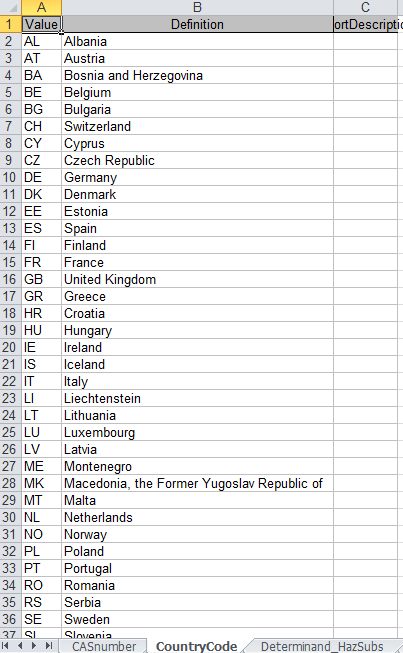 A B C
1 Value Definition ortDescripti
2 AL Albania
3 AT Austria
4 BA Bosnia and Herzegovina
5 BE Belgium
6 BG Bulgaria
7 CH Switzerland
8 CY Cyprus
9 CZ Czech Republic
10 DE Germany
11 DK Denmark
12 EE Estonia
13 ES Spain
14 FI Finland
15 FR France
16 GB United Kingdom
17 GR Greece
18 HR Croatia
19 HU Hungary
20 IE Ireland
21 IS Iceland
22 IT Italy
23 LI Liechtenstein
24 LT Lithuania
25 LU Luxembourg
26 LV Latvia
27 ME Montenegro
28 MK Macedonia, the Former Yugoslav Republic of
29 MT Malta
30 NL Netherlands
31 NO Norway
32 PL Poland
33 PT Portugal
34 RO Romania
35 RS Serbia
36 SE Sweden
37 SI Slovenia
CASnumber CountryCode Determinand_HazSubs